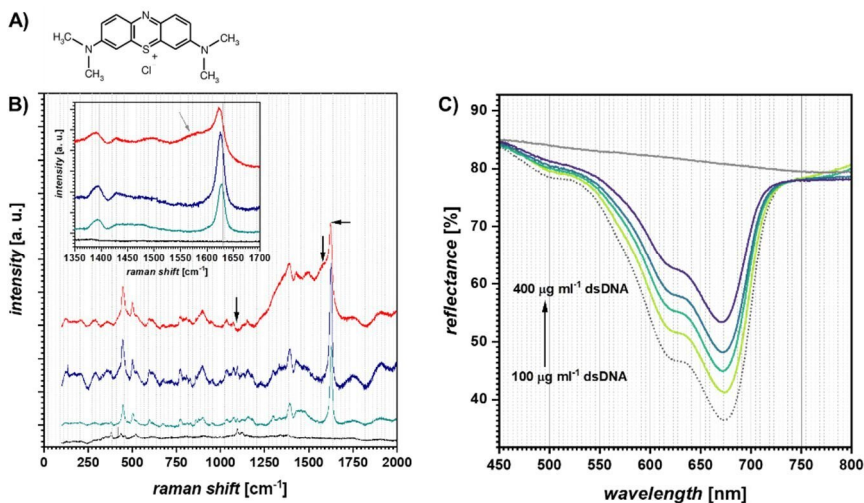 A)
N
H₃C
N
S
+
N
CH₃
CH₃
Cl
CH₃
B)
intensity [a. u.]
1350 1400 1450 1500 1550 1600 1650 1700
raman shift [cm⁻¹]
intensity [a. u.]
0 250 500 750 1000 1250 1500 1750 2000
raman shift [cm⁻¹]
C)
90
80
70
60
50
40
reflectance [%]
400 µg ml⁻¹ dsDNA
100 µg ml⁻¹ dsDNA
450 500 550 600 650 700 750 800
wavelength [nm]